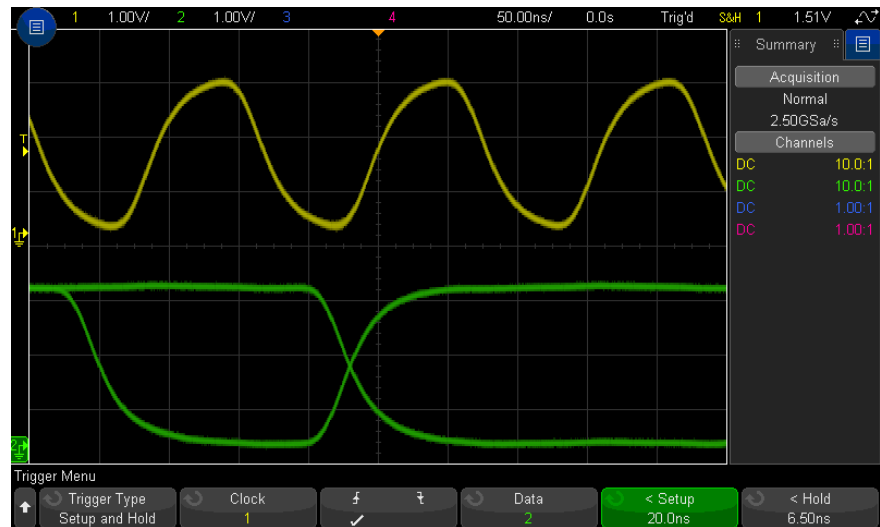 1 1.00V/ 2 1.00V/ 3 4 50.00ns/ 0.0s Trig'd S&H 1 1.51V
Summary
Acquisition
Normal
2.50GSa/s
Channels
DC 10.0:1
DC 10.0:1
DC 1.00:1
DC 1.00:1
T
1
2
Trigger Menu
Trigger Type Clock Data < Setup < Hold
Setup and Hold 1 2 20.0ns 6.50ns